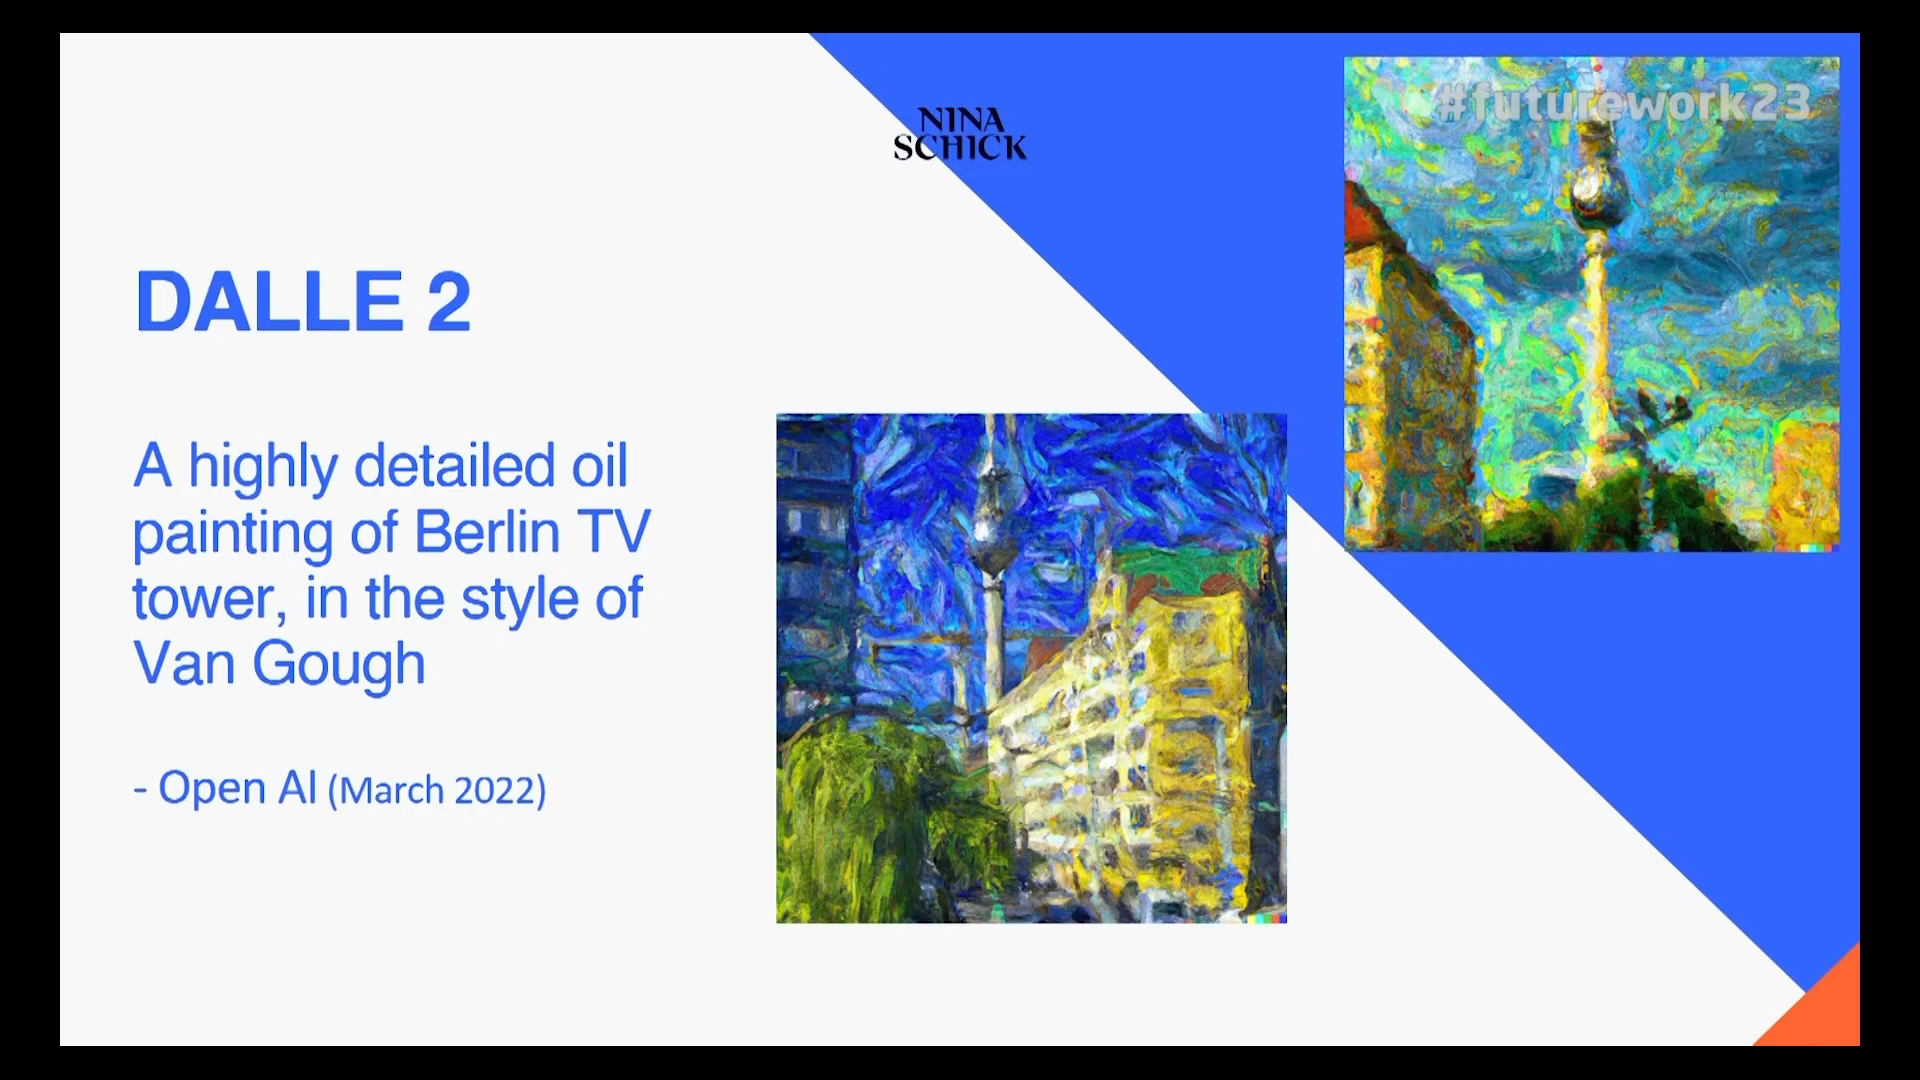 #futurework23
NINA
SCHICK
DALLE 2
A highly detailed oil
painting of Berlin TV
tower, in the style of
Van Gough
- Open AI (March 2022)